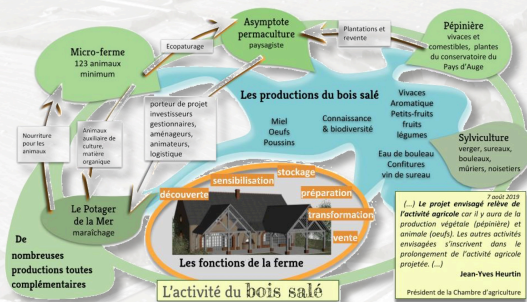 Asymptote
permaculture
paysagiste
Pépinière
vivaces et
comestibles, plantes
du conservatoire du
Pays d'Auge
Micro-ferme
123 animaux
minimum
Ecopaturage
Plantations et
revente
porteur de projet
investisseurs
gestionnaires,
aménageurs,
animateurs,
logistique
Les productions du bois salé
Miel
Oeufs
Poussins
Connaissance
& biodiversité
Vivaces
Aromatique
Petits-fruits
fruits
légumes
Eau de bouleau
Confitures
vin de sureau
Sylviculture
verger, sureaux,
bouleaux,
mûriers, noisetiers
Nourriture
pour les
animaux
Animaux
auxiliaire de
culture,
matière
organique
Le Potager
de la Mer
maraîchage
découverte
sensibilisation
stockage
préparation
transformation
vente
Les fonctions de la ferme
De
nombreuses
productions toutes
complémentaires
7 août 2019
(...) Le projet envisagé relève de
l'activité agricole car il y aura de la
production végétale (pépinière) et
animale (oeufs). Les autres activités
envisagées s'inscrivent dans le
prolongement de l'activité agricole
projetée. (...)
Jean-Yves Heurtin
Président de la Chambre d'agriculture
L'activité du bois salé